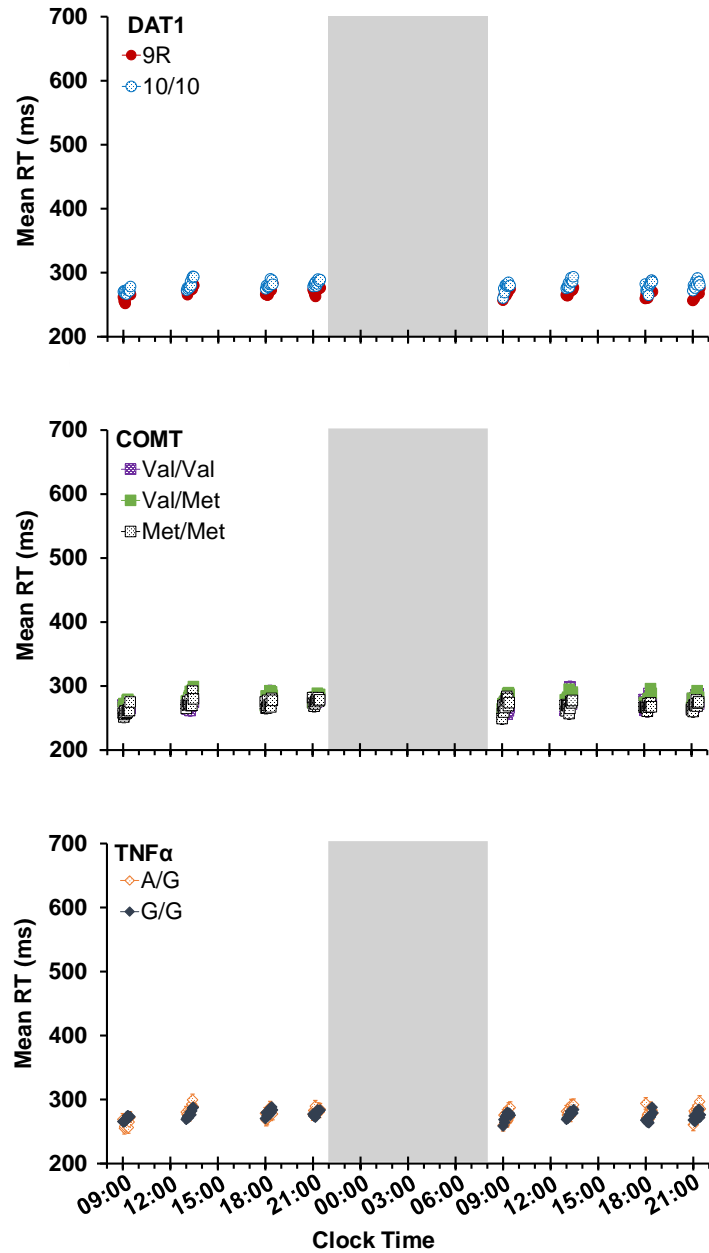 DAT1
9R
10/10
700
600
500
400
300
200
Mean RT (ms)
COMT
Val/Val
Val/Met
Met/Met
700
600
500
400
300
200
Mean RT (ms)
TNFα
A/G
G/G
700
600
500
400
300
200
Mean RT (ms)
09:00 12:00 15:00 18:00 21:00 00:00 03:00 06:00 09:00 12:00 15:00 18:00 21:00
Clock Time